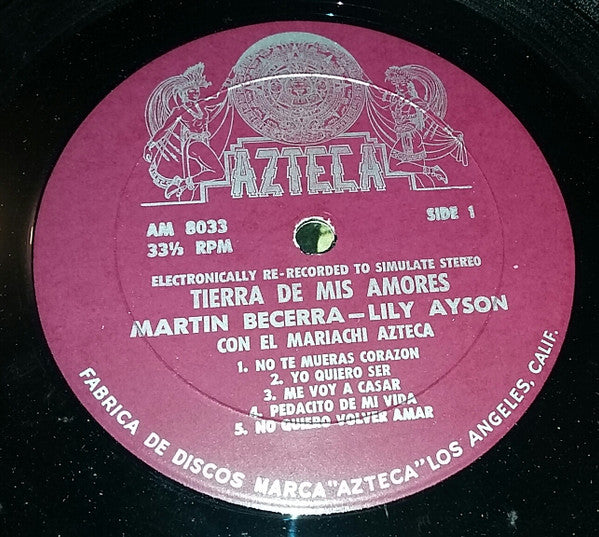 AZTECA
AM 8033
SIDE 1
33⅓ RPM
ELECTRONICALLY RE-RECORDED TO SIMULATE STEREO
TIERRA DE MIS AMORES
MARTIN BECERRA—LILY AYSON
CON EL MARIACHI AZTECA
1. NO TE MUERAS CORAZON
2. YO QUIERO SER
3. ME VOY A CASAR
4. PEDACITO DE MI VIDA
5. NO QUIERO VOLVER AMAR
FABRICA DE DISCOS MARCA "AZTECA" LOS ANGELES, CALIF.